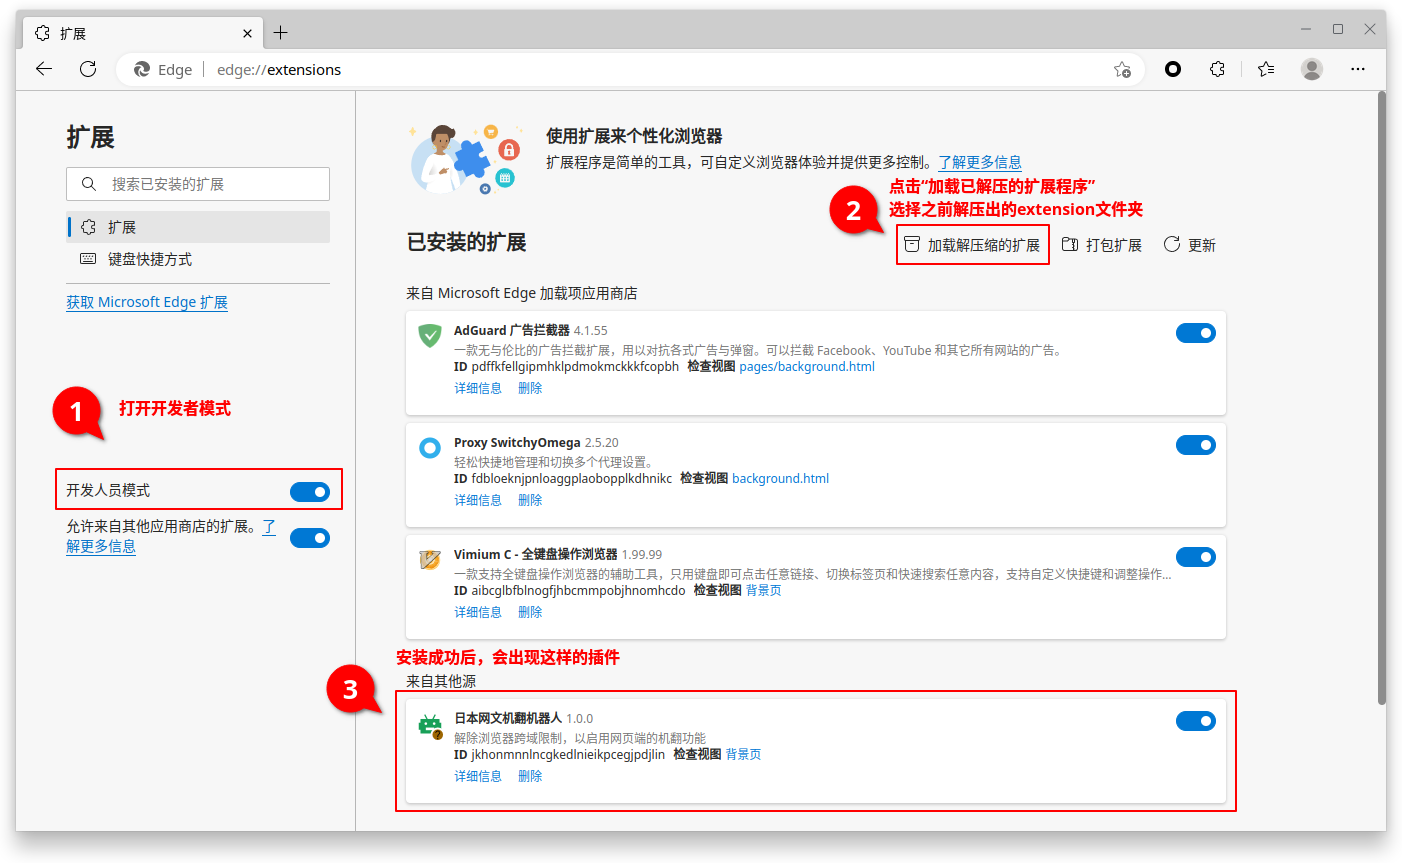 扩展
Edge
edge://extensions
扩展
搜索已安装的扩展
扩展
键盘快捷方式
获取 Microsoft Edge 扩展
1
打开开发者模式
开发人员模式
允许来自其他应用商店的扩展。了
解更多信息
使用扩展来个性化浏览器
扩展程序是简单的工具，可自定义浏览器体验并提供更多控制。了解更多信息
2
点击“加载已解压的扩展程序”
选择之前解压出的extension文件夹
已安装的扩展
加载解压缩的扩展
打包扩展
更新
来自 Microsoft Edge 加载项应用商店
AdGuard 广告拦截器 4.1.55
一款无与伦比的广告拦截扩展，用以对抗各式广告与弹窗。可以拦截 Facebook、YouTube 和其它所有网站的广告。
ID pdffkfellgipmhklpdmokmckkkfcopbh 检查视图 pages/background.html
详细信息 删除
Proxy SwitchyOmega 2.5.20
轻松快捷地管理和切换多个代理设置。
ID fdbloeknjpnloaggplaobopplkdhnikc 检查视图 background.html
详细信息 删除
Vimium C - 全键盘操作浏览器 1.99.99
一款支持全键盘操作浏览器的辅助工具，只用键盘即可点击任意链接、切换标签页和快速搜索任意内容，支持自定义快捷键和调整操作...
ID aibcglbfblnogfjhbcmmpobjhnomhcdo 检查视图 背景页
详细信息 删除
安装成功后，会出现这样的插件
3
来自其他源
日本网文机翻机器人 1.0.0
解除浏览器跨域限制，以启用网页端的机翻功能
ID jkhonmnnlncgkedlnieikpcegjpdjlin 检查视图 背景页
详细信息 删除